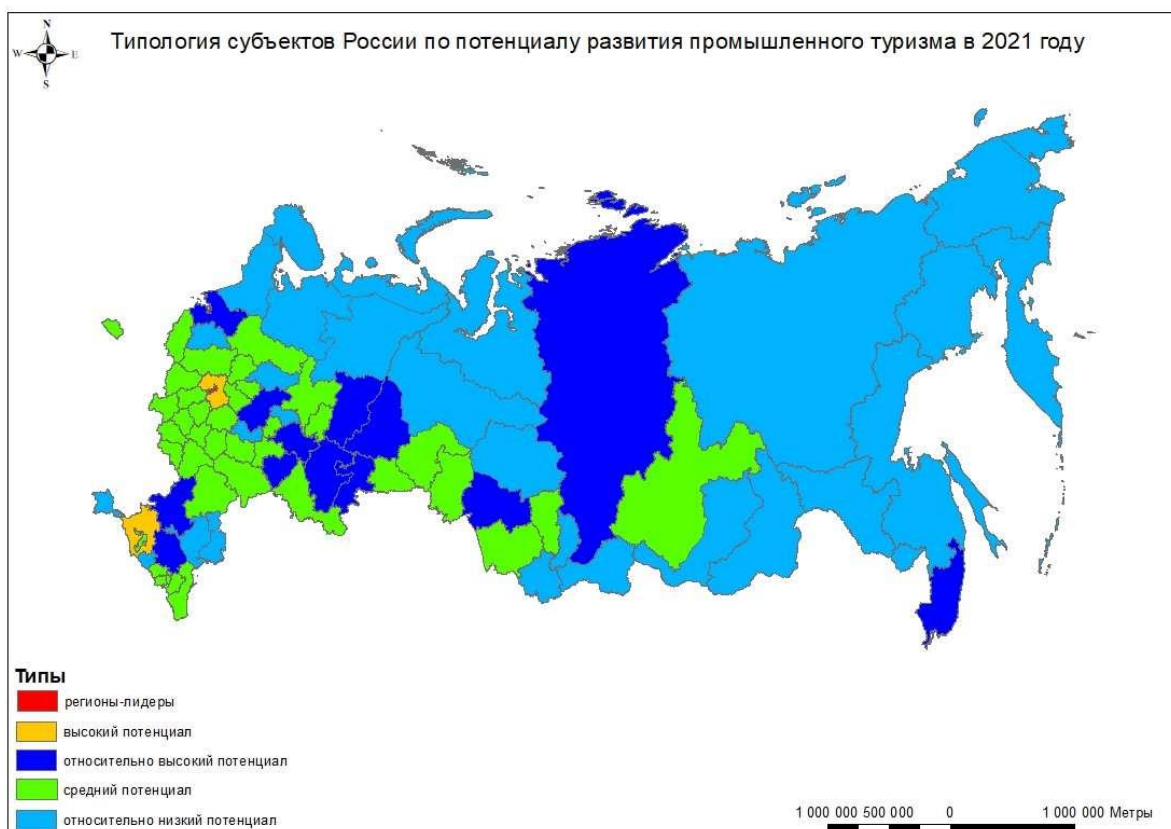 N
W E
S
Типология субъектов России по потенциалу развития промышленного туризма в 2021 году
Типы
регионы-лидеры
высокий потенциал
относительно высокий потенциал
средний потенциал
относительно низкий потенциал
1 000 000 500 000 0 1 000 000 Метры